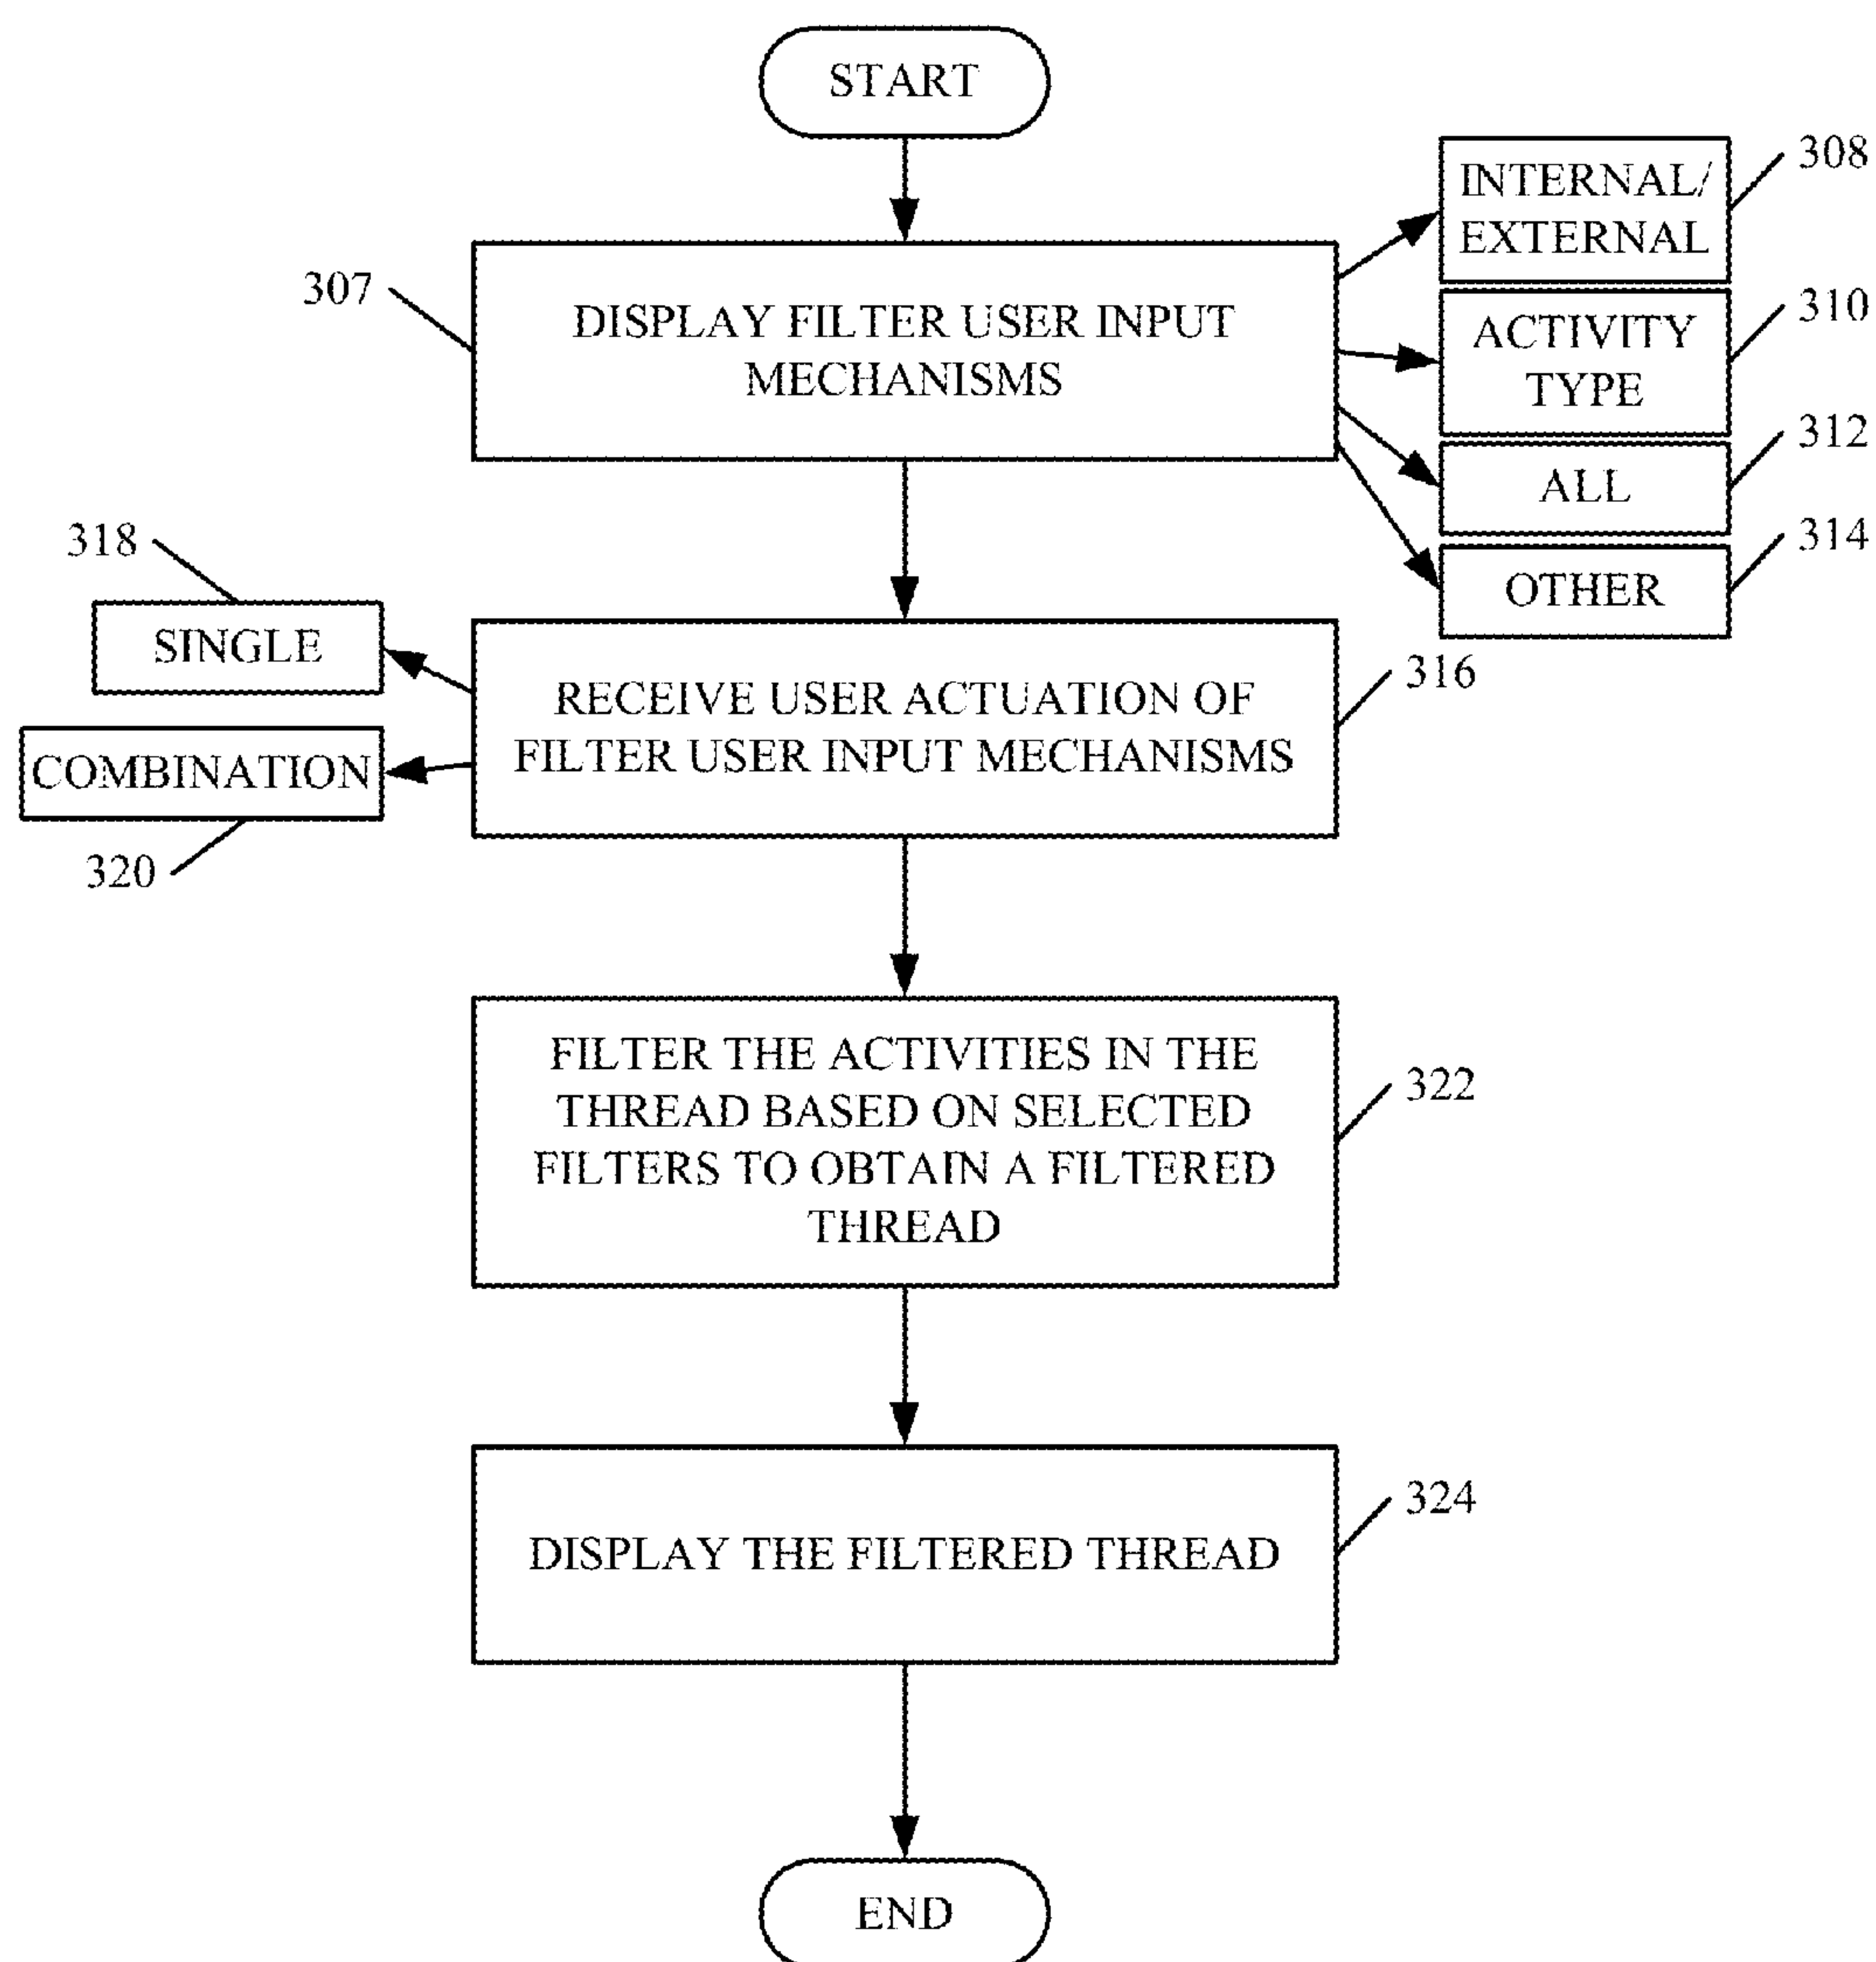 START
307
DISPLAY FILTER USER INPUT
MECHANISMS
INTERNAL/
EXTERNAL
308
ACTIVITY
TYPE
310
ALL
312
OTHER
314
318
SINGLE
COMBINATION
320
RECEIVE USER ACTUATION OF
FILTER USER INPUT MECHANISMS
316
FILTER THE ACTIVITIES IN THE
THREAD BASED ON SELECTED
FILTERS TO OBTAIN A FILTERED
THREAD
322
DISPLAY THE FILTERED THREAD
324
END